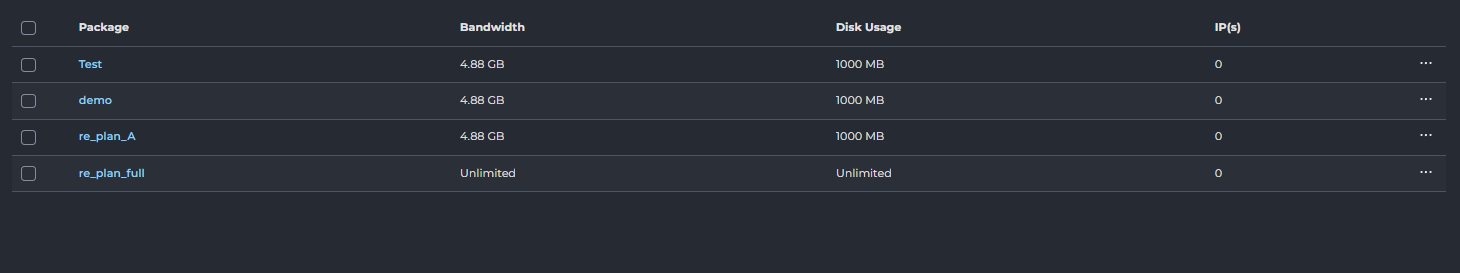 Package Bandwidth Disk Usage IP(s)
Test 4.88 GB 1000 MB 0 ...
demo 4.88 GB 1000 MB 0 ...
re_plan_A 4.88 GB 1000 MB 0 ...
re_plan_full Unlimited Unlimited 0 ...